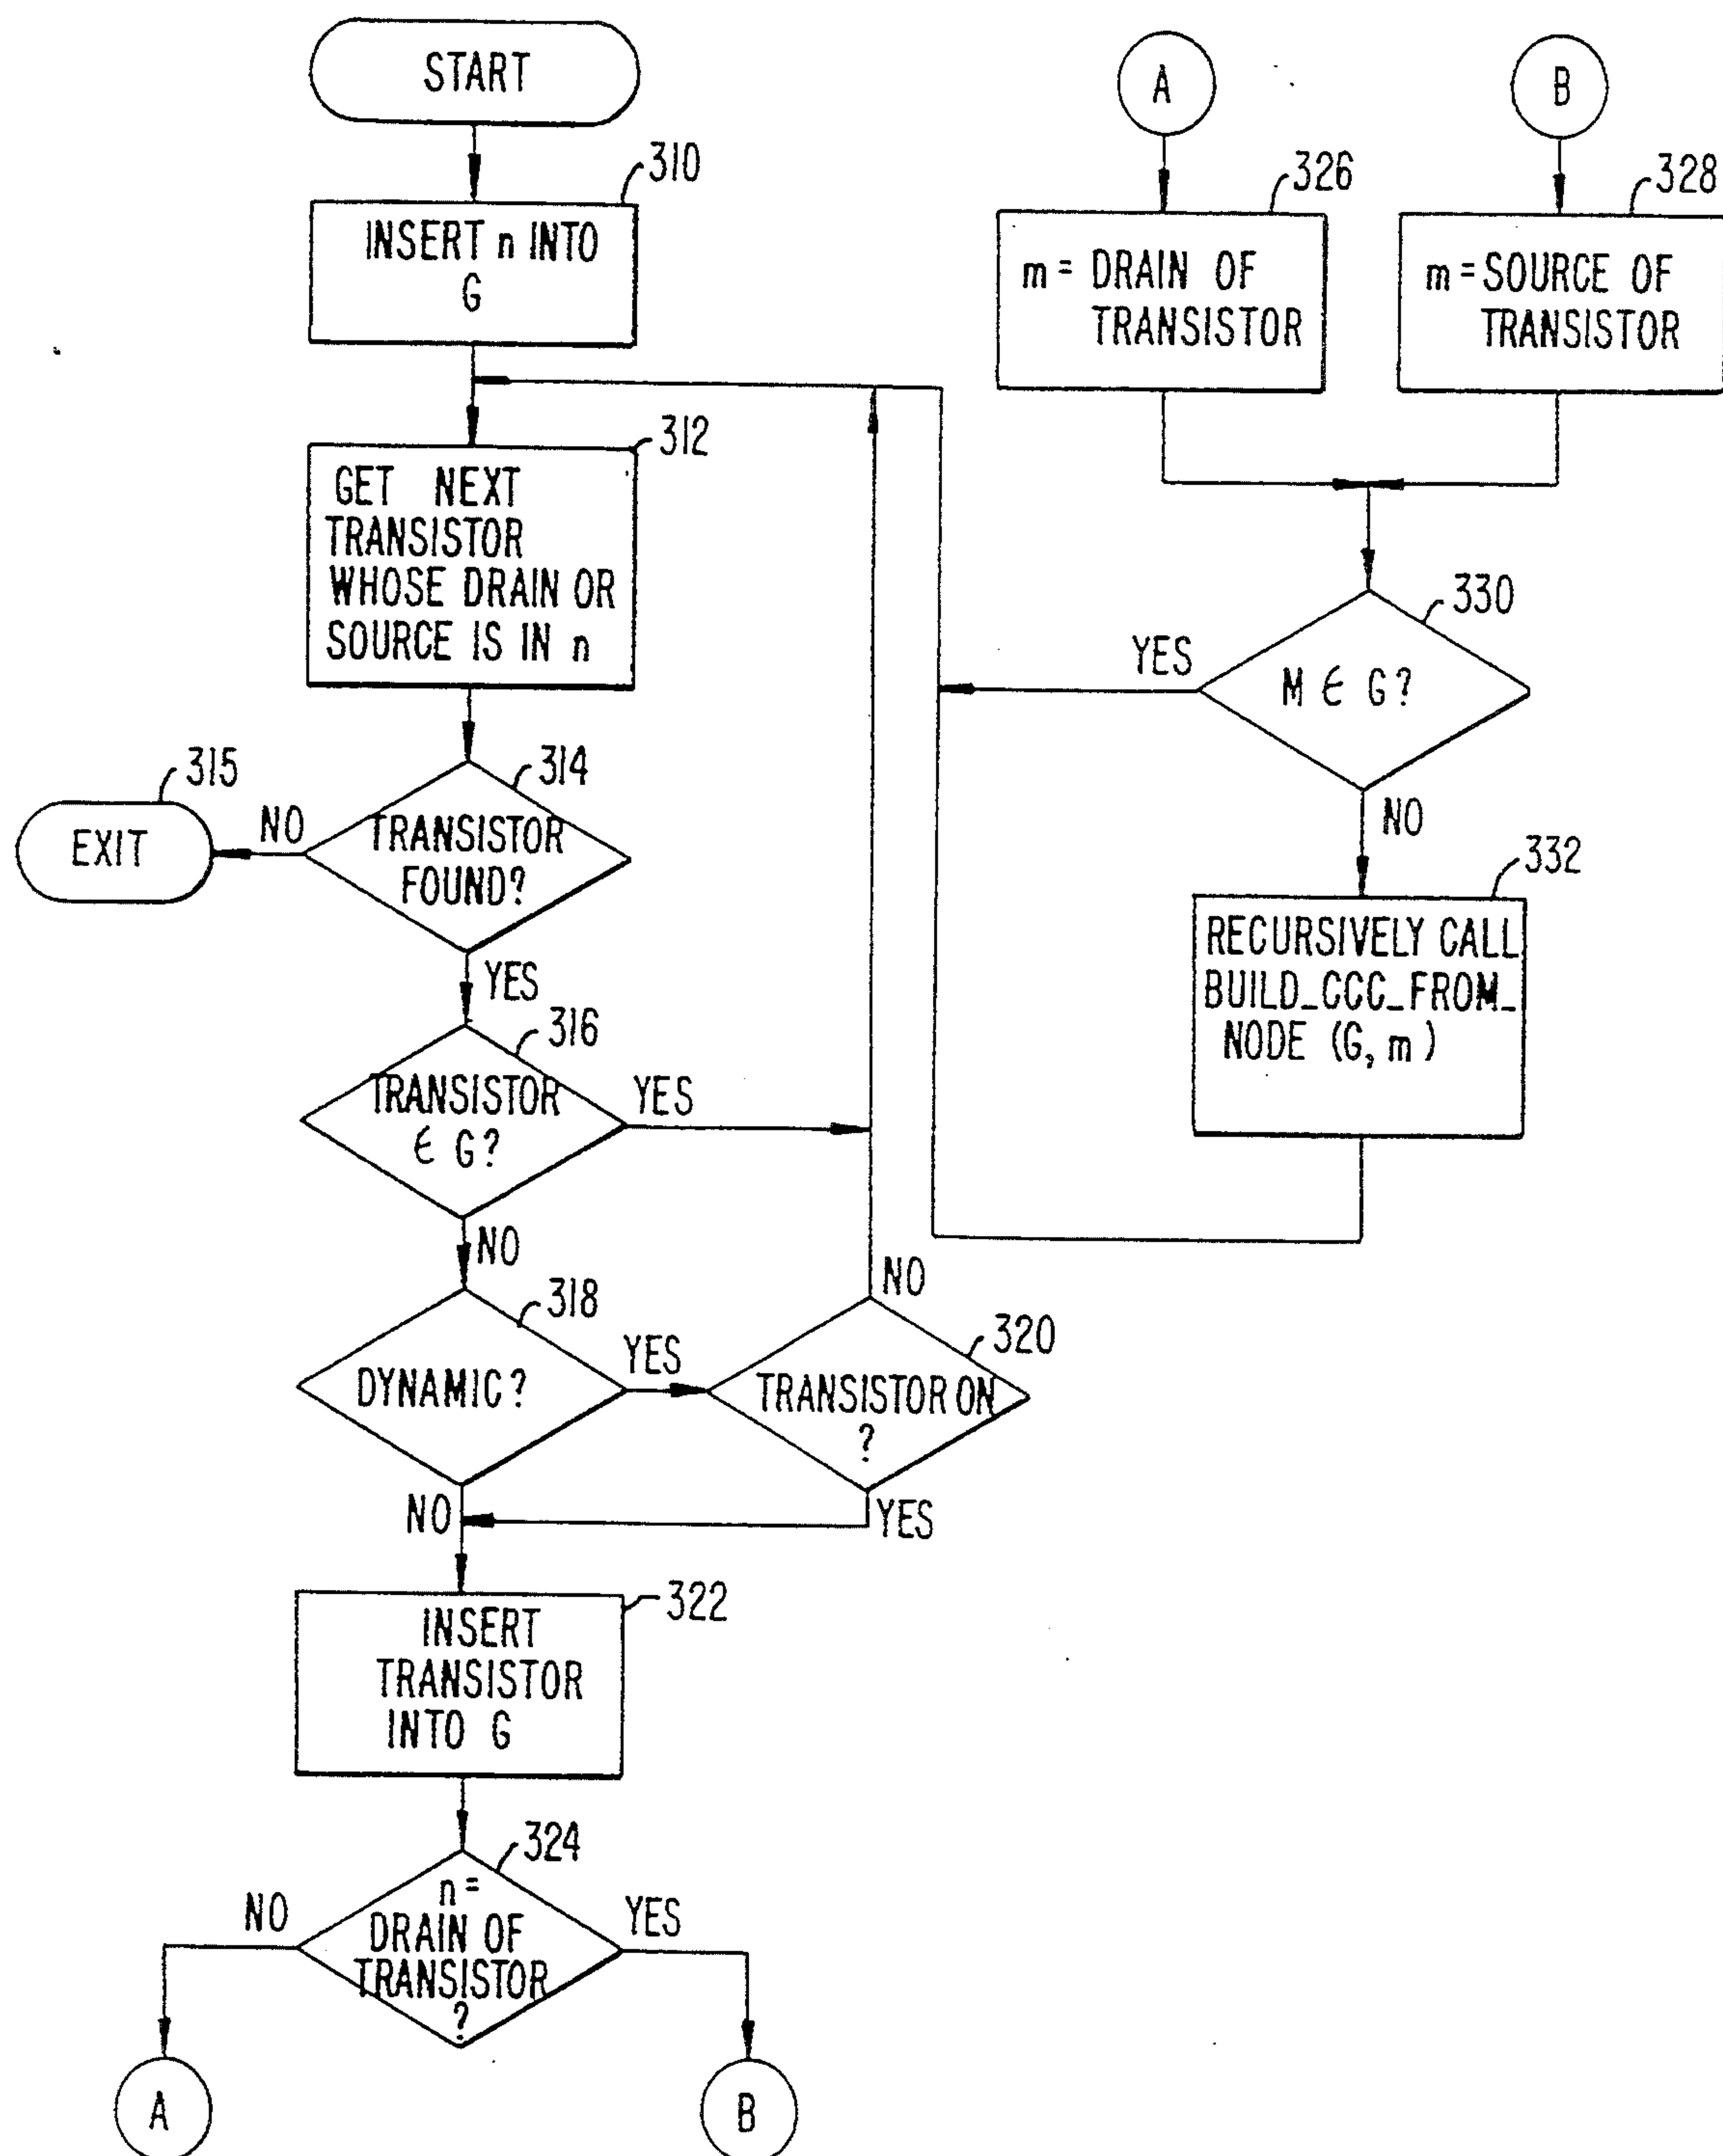 START
310
INSERT n INTO
G
312
GET NEXT
TRANSISTOR
WHOSE DRAIN OR
SOURCE IS IN n
314
TRANSISTOR
FOUND?
NO
315
EXIT
YES
316
TRANSISTOR
∈ G?
YES
NO
318
DYNAMIC?
YES
320
TRANSISTOR ON
?
NO
YES
NO
322
INSERT
TRANSISTOR
INTO G
324
n =
DRAIN OF
TRANSISTOR
?
NO
YES
A
B
A
B
326
m = DRAIN OF
TRANSISTOR
328
m = SOURCE OF
TRANSISTOR
330
M ∈ G?
YES
NO
332
RECURSIVELY CALL
BUILD_CCC_FROM_
NODE (G, m)